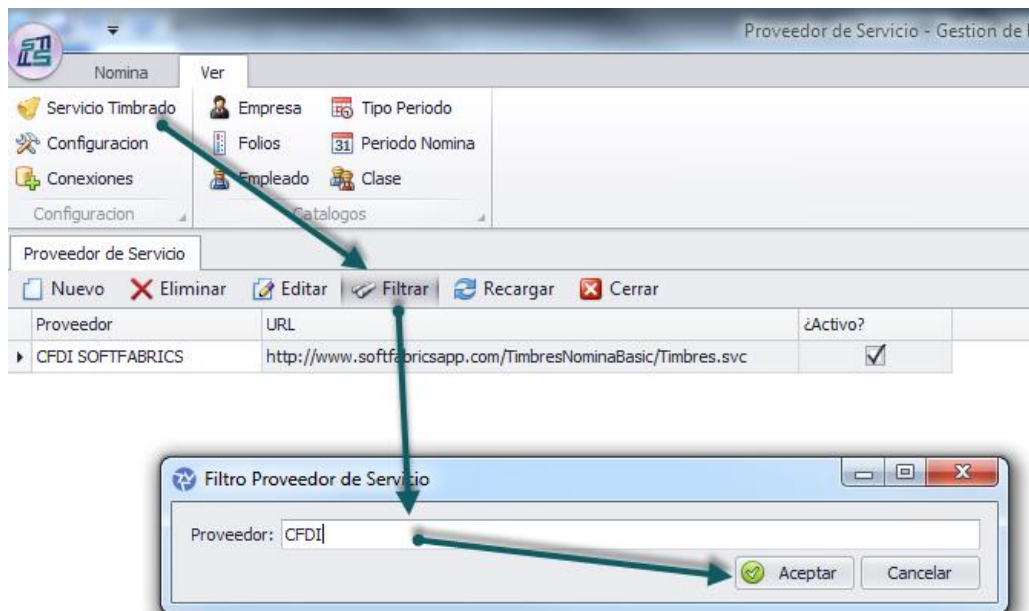 Proveedor de Servicio - Gestion de
Nomina Ver
Servicio Timbrado Empresa Tipo Periodo
Configuracion Folios 31 Periodo Nomina
Conexiones Empleado Clase
Configuracion Catalogos
Proveedor de Servicio
Nuevo Eliminar Editar Filtrar Recargar Cerrar
Proveedor URL ¿Activo?
CFDI SOFTFABRICS http://www.softfabricsapp.com/TimbresNominaBasic/Timbres.svc
Filtro Proveedor de Servicio
Proveedor: CFDI
Aceptar Cancelar